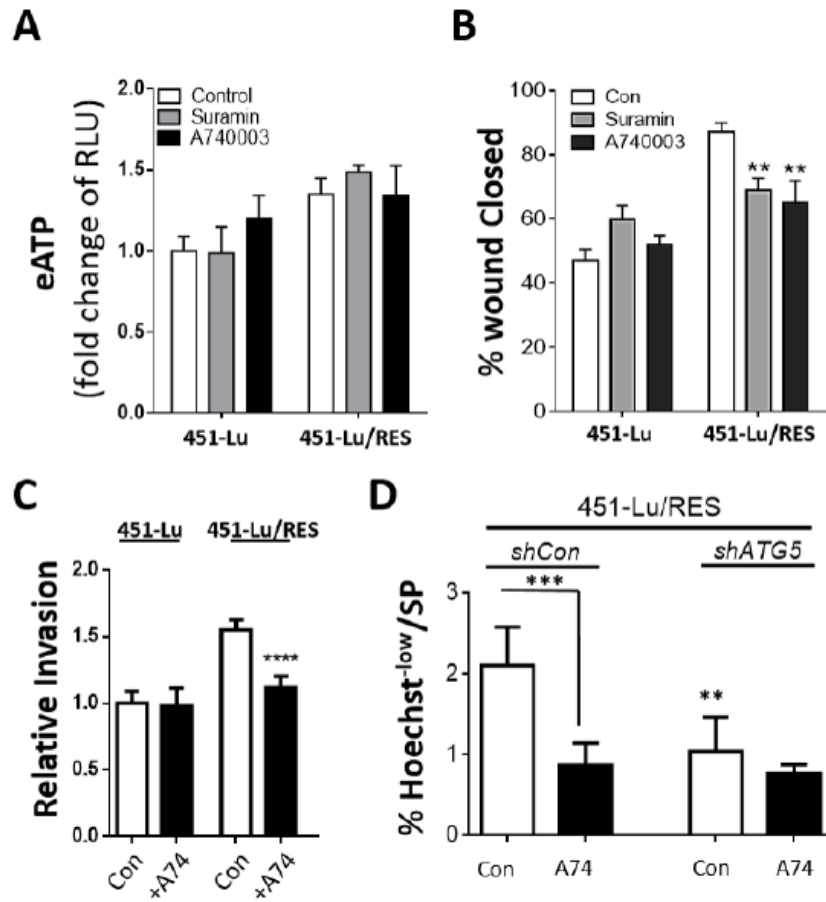 A
eATP
(fold change of RLU)
2.0
1.5
1.0
0.5
0.0
Control
Suramin
A740003
451-Lu
451-Lu/RES
B
% wound Closed
100
80
60
40
20
0
Con
Suramin
A740003
** **
451-Lu
451-Lu/RES
C
451-Lu 451-Lu/RES
Relative Invasion
2.0
1.5
1.0
0.5
0.0
****
Con +A74 Con +A74
D
451-Lu/RES
shCon shATG5
% Hoechst-low/SP
3
2
1
0
***
**
Con A74 Con A74